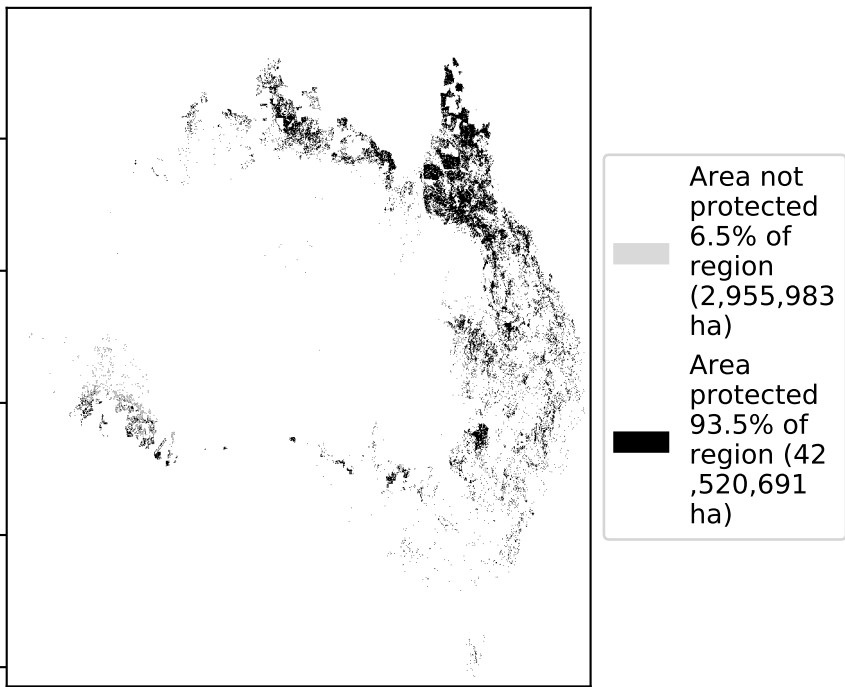 Area not
protected
6.5% of
region
(2,955,983
ha)
Area
protected
93.5% of
region (42
,520,691
ha)